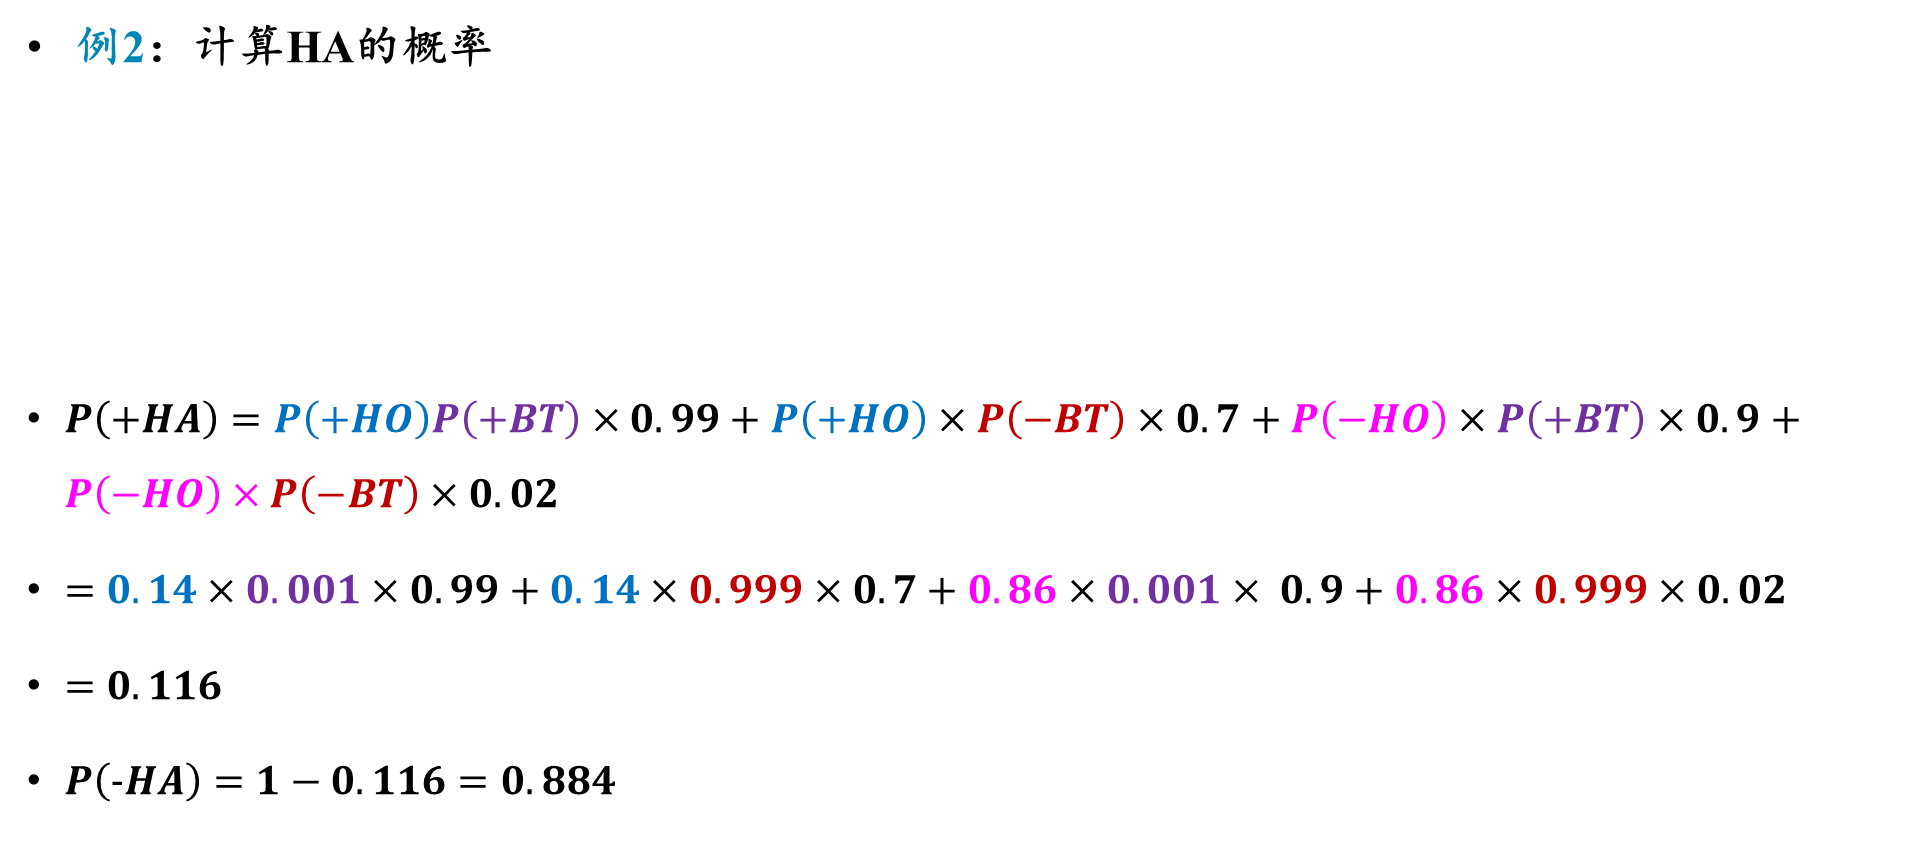 • 例2：计算HA的概率
• P(+HA) = P(+HO)P(+BT) × 0.99 + P(+HO) × P(−BT) × 0.7 + P(−HO) × P(+BT) × 0.9 +
P(−HO) × P(−BT) × 0.02
• = 0.14 × 0.001 × 0.99 + 0.14 × 0.999 × 0.7 + 0.86 × 0.001 × 0.9 + 0.86 × 0.999 × 0.02
• = 0.116
• P(-HA) = 1 − 0.116 = 0.884